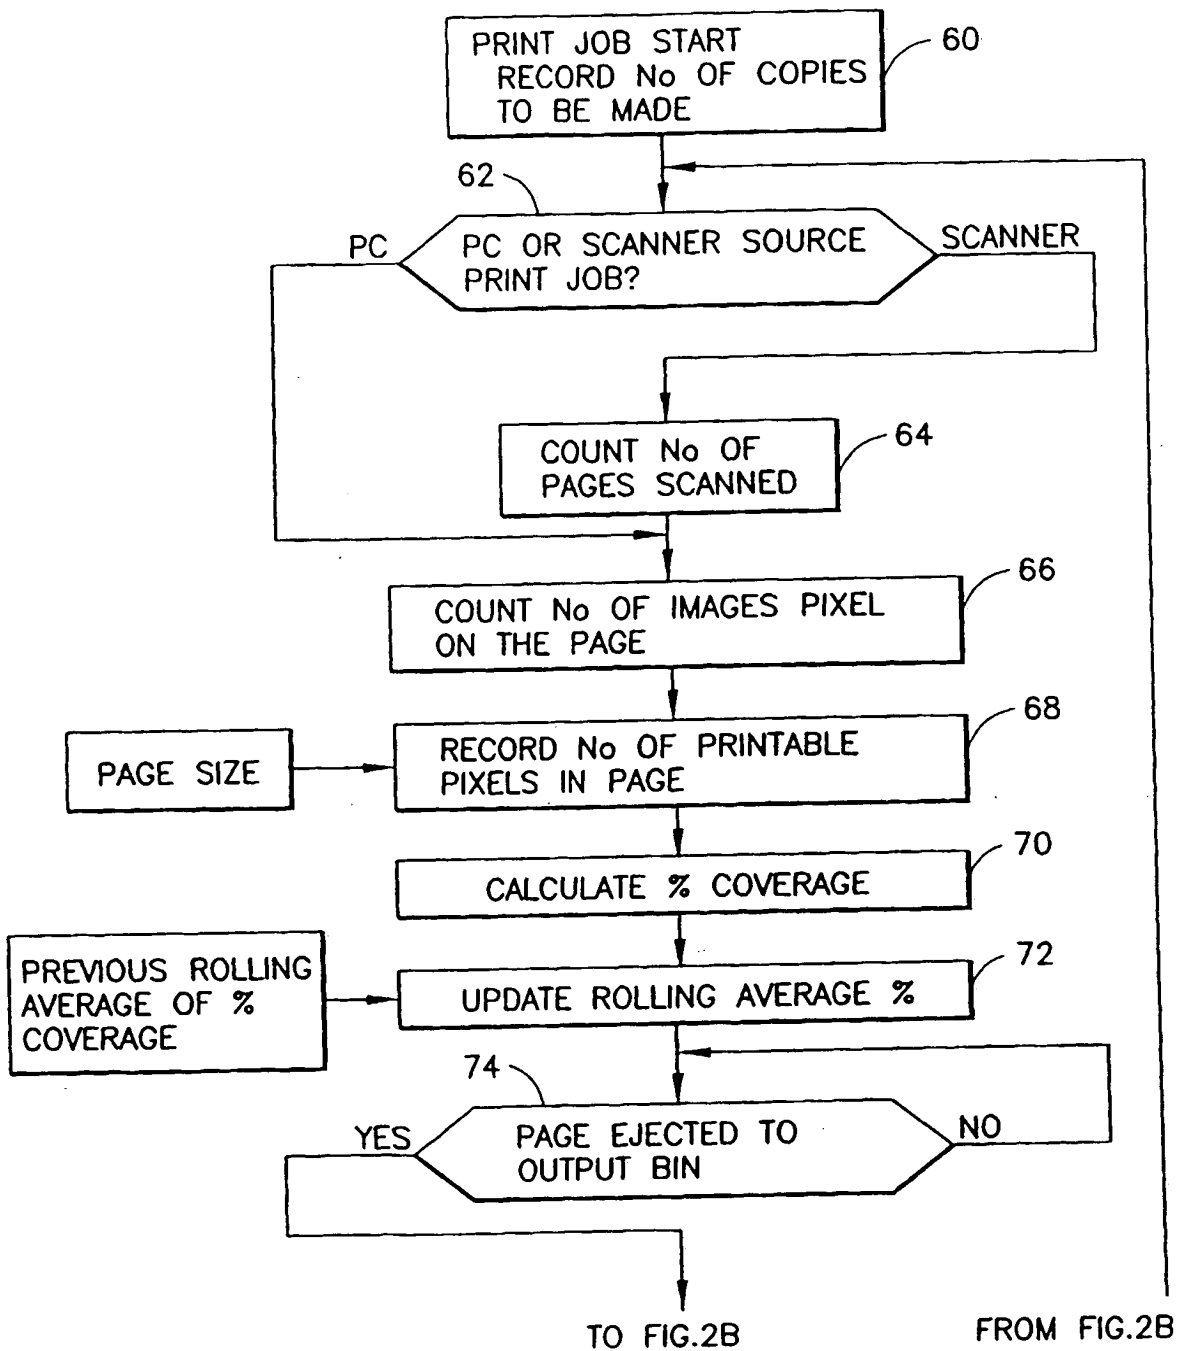 PRINT JOB START
RECORD No OF COPIES
TO BE MADE
60
62
PC
PC OR SCANNER SOURCE
PRINT JOB?
SCANNER
COUNT No OF
PAGES SCANNED
64
COUNT No OF IMAGES PIXEL
ON THE PAGE
66
PAGE SIZE
RECORD No OF PRINTABLE
PIXELS IN PAGE
68
CALCULATE % COVERAGE
70
PREVIOUS ROLLING
AVERAGE OF %
COVERAGE
UPDATE ROLLING AVERAGE %
72
74
YES
PAGE EJECTED TO
OUTPUT BIN
NO
TO FIG.2B
FROM FIG.2B